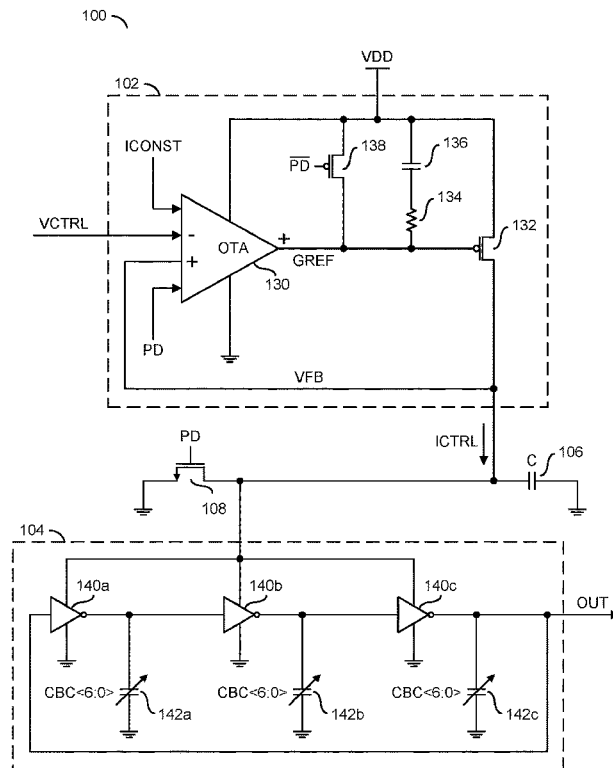 100
VDD
102
ICONST
PD
138
136
134
VCTRL
-
OTA
+
132
+
GREF
130
PD
VFB
ICTRL
C
106
PD
108
104
140a
140b
140c
OUT
CBC<6:0>
142a
CBC<6:0>
142b
CBC<6:0>
142c